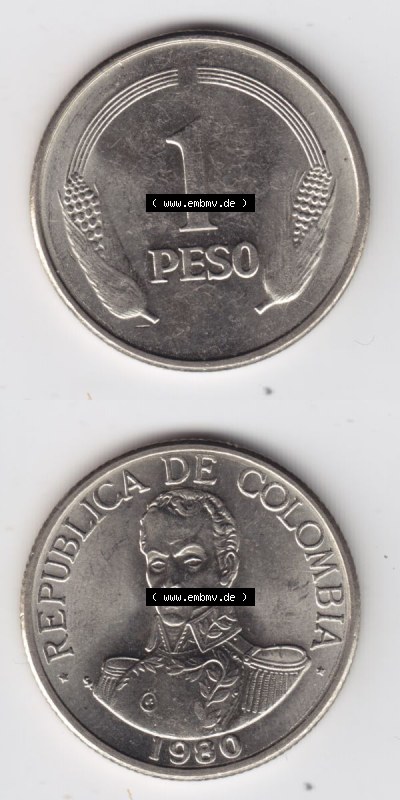 1
( www.embmv.de )
PESO
* REPUBLICA DE COLOMBIA *
( www.embmv.de )
1980